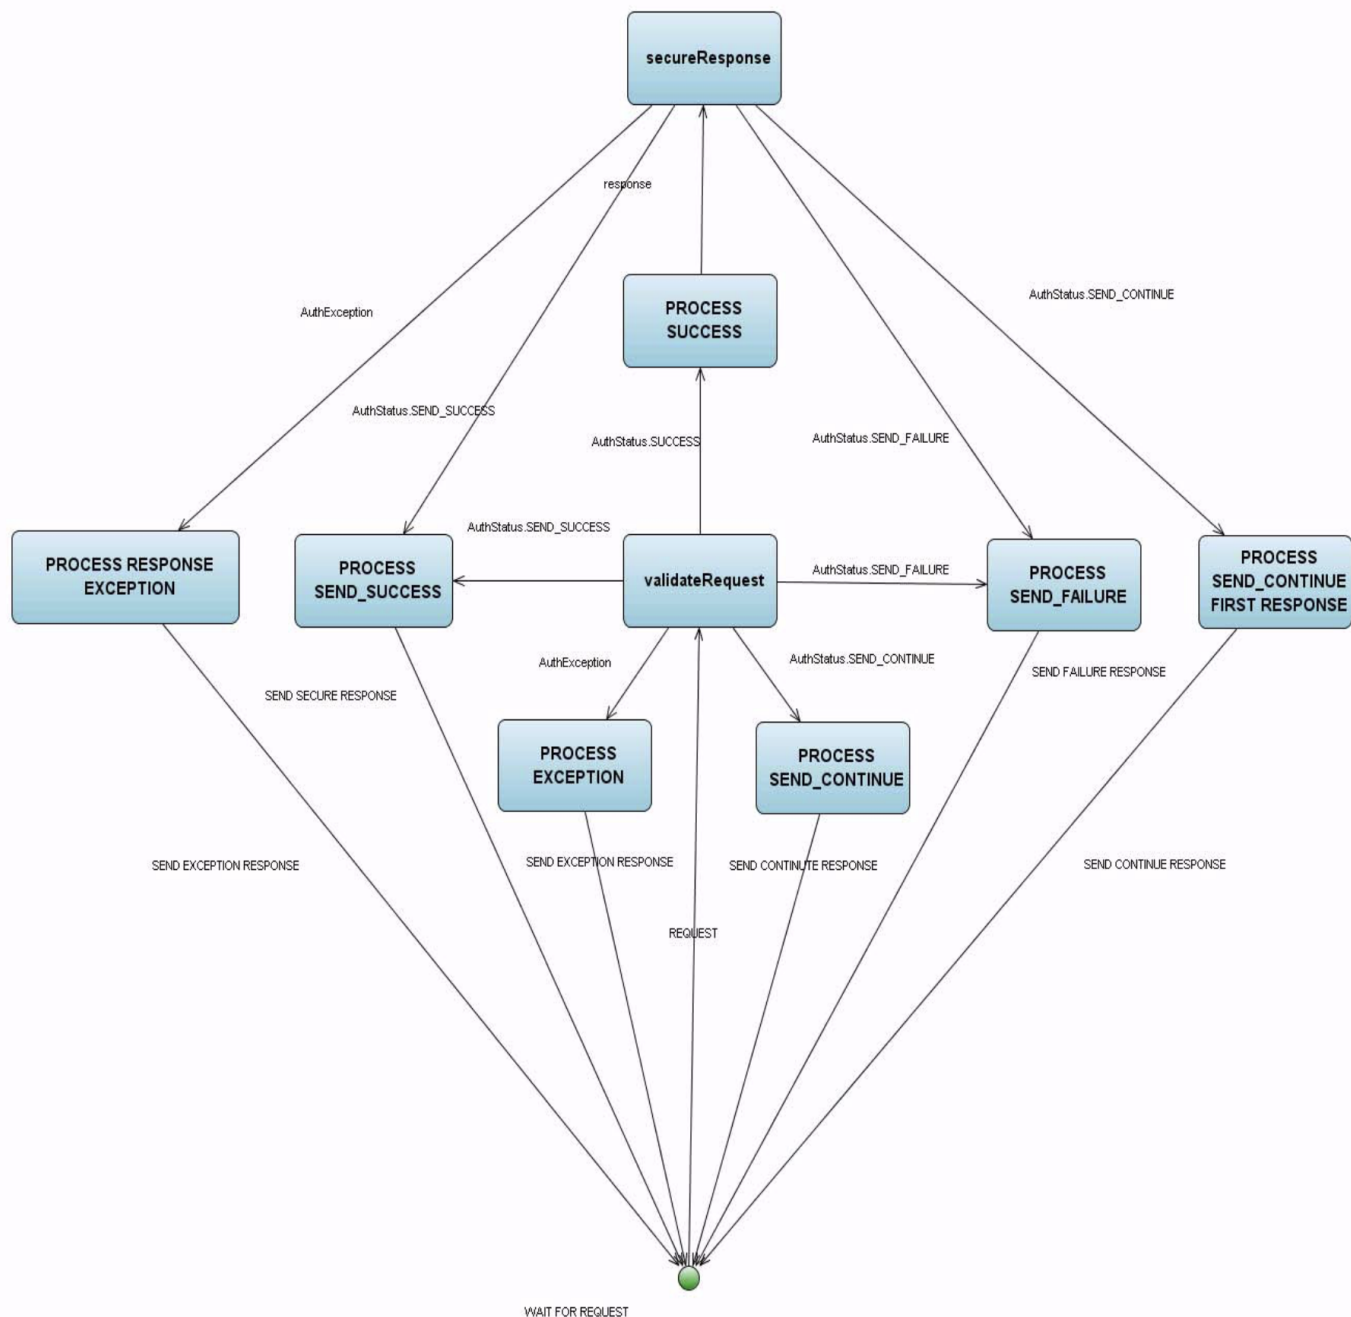 secureResponse
response
PROCESS
SUCCESS
AuthStatus.SEND_CONTINUE
AuthException
AuthStatus.SEND_SUCCESS
AuthStatus.SUCCESS
AuthStatus.SEND_FAILURE
PROCESS RESPONSE
EXCEPTION
PROCESS
SEND_SUCCESS
AuthStatus.SEND_SUCCESS
validateRequest
AuthStatus.SEND_FAILURE
PROCESS
SEND_FAILURE
PROCESS
SEND_CONTINUE
FIRST RESPONSE
AuthException
AuthStatus.SEND_CONTINUE
SEND FAILURE RESPONSE
SEND SECURE RESPONSE
PROCESS
EXCEPTION
PROCESS
SEND_CONTINUE
SEND EXCEPTION RESPONSE
SEND EXCEPTION RESPONSE
SEND CONTINUTE RESPONSE
SEND CONTINUE RESPONSE
REQUEST
WAIT FOR REQUEST